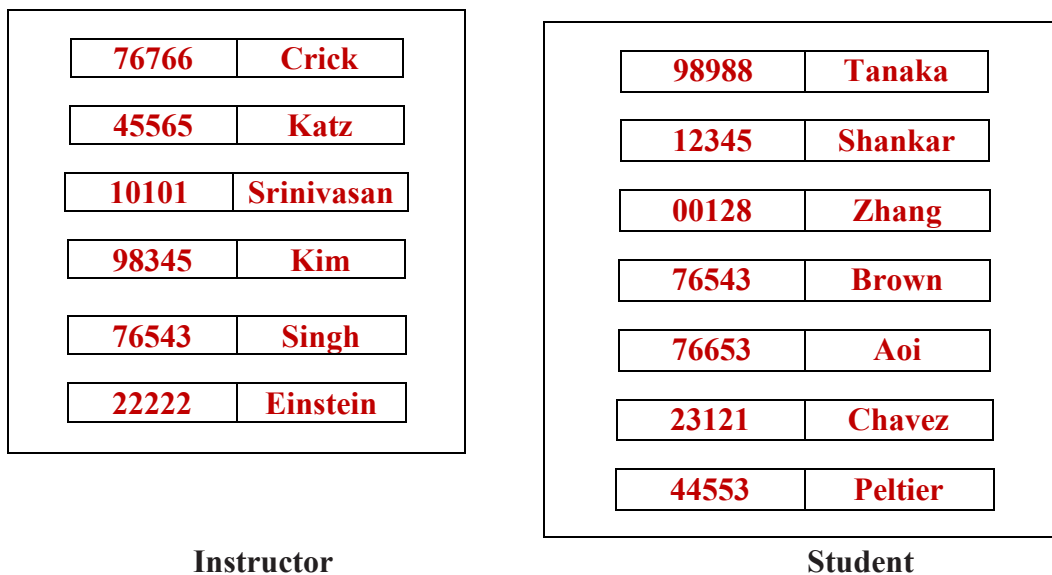 76766 Crick
45565 Katz
10101 Srinivasan
98345 Kim
76543 Singh
22222 Einstein
Instructor
98988 Tanaka
12345 Shankar
00128 Zhang
76543 Brown
76653 Aoi
23121 Chavez
44553 Peltier
Student